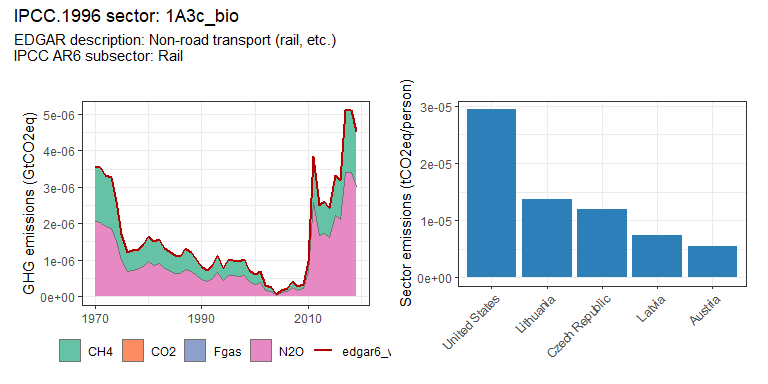 IPCC.1996 sector: 1A3c_bio
EDGAR description: Non-road transport (rail, etc.)
IPCC AR6 subsector: Rail
GHG emissions (GtCO2eq)
5e-06
4e-06
3e-06
2e-06
1e-06
0e+00
1970
1990
2010
CH4
CO2
Fgas
N2O
edgar6_v
Sector emissions (tCO2eq/person)
3e-05
2e-05
1e-05
0e+00
United States
Lithuania
Czech Republic
Latvia
Austria